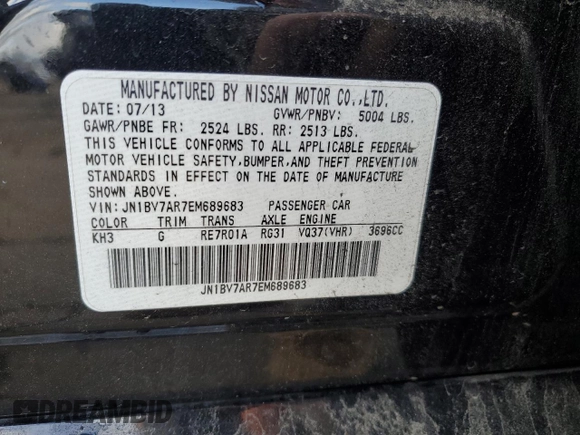 MANUFACTURED BY NISSAN MOTOR CO.,LTD.
DATE: 07/13 GVWR/PNBV: 5004 LBS.
GAWR/PNBE FR: 2524 LBS. RR: 2513 LBS.
THIS VEHICLE CONFORMS TO ALL APPLICABLE FEDERAL
MOTOR VEHICLE SAFETY,BUMPER,AND THEFT PREVENTION
STANDARDS IN EFFECT ON THE DATE OF MANUFACTURE
SHOWN ABOVE.
VIN: JN1BV7AR7EM689683 PASSENGER CAR
COLOR TRIM TRANS AXLE ENGINE
KH3 G RE7R01A RG31 VQ37(VHR) 3696CC
JN1BV7AR7EM689683
DREAMBID